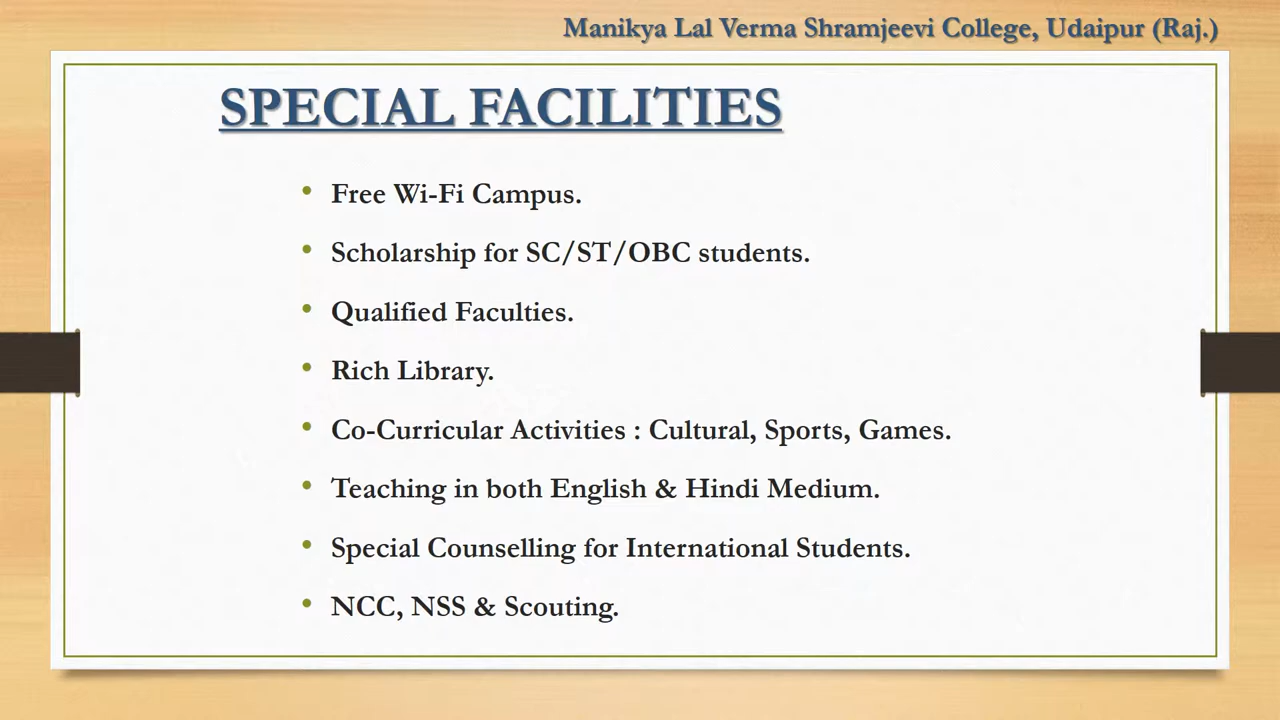 Manikya Lal Verma Shramjeevi College, Udaipur (Raj.)
SPECIAL FACILITIES
• Free Wi-Fi Campus.
• Scholarship for SC/ST/OBC students.
• Qualified Faculties.
• Rich Library.
• Co-Curricular Activities : Cultural, Sports, Games.
• Teaching in both English & Hindi Medium.
• Special Counselling for International Students.
• NCC, NSS & Scouting.